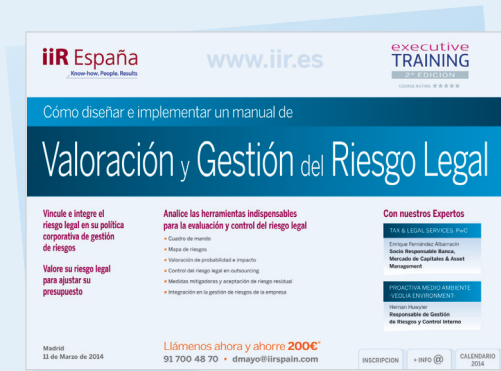 iiR España
Know-how. People. Results
www.iir.es
executive
TRAINING
2ª EDICIÓN
COURSE RATING ★★★★★
Cómo diseñar e implementar un manual de
Valoración y Gestión del Riesgo Legal
Vincule e integre el
riesgo legal en su política
corporativa de gestión
de riesgos
Valore su riesgo legal
para ajustar su
presupuesto
Analice las herramientas indispensables
para la evaluación y control del riesgo legal
• Cuadro de mando
• Mapa de riesgos
• Valoración de probabilidad e impacto
• Control del riesgo legal en outsourcing
• Medidas mitigadoras y aceptación de riesgo residual
• Integración en la gestión de riesgos de la empresa
Con nuestros Expertos
TAX & LEGAL SERVICES. PwC
Enrique Fernández Albarracín
Socio Responsable Banca,
Mercado de Capitales & Asset
Management
PROACTIVA MEDIO AMBIENTE
-VEOLIA ENVIRONMENT-
Hernan Huwyler
Responsable de Gestión
de Riesgos y Control Interno
Madrid
11 de Marzo de 2014
Llámenos ahora y ahorre 200€*
91 700 48 70 • dmayo@iirspain.com
INSCRIPCION
+ INFO @
CALENDARIO
2014